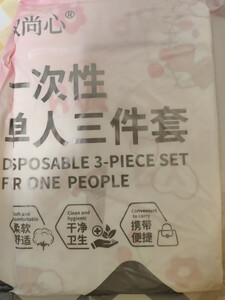 尚心®
一次性
单人三件套
DISPOSABLE 3-PIECE SET
FOR ONE PEOPLE
Soft and comfortable
柔软
舒适
Clean and
hygienic
干净
卫生
Convenient
to carry
携带
便捷